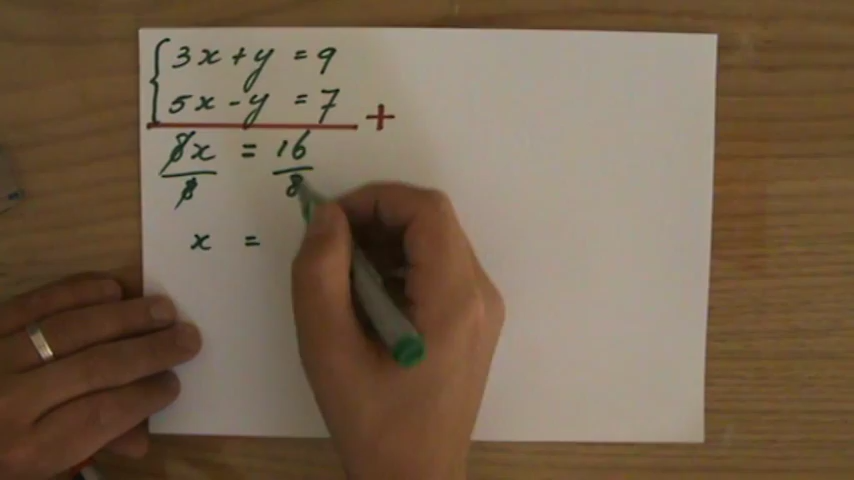 3x + y = 9
5x - y = 7
+
8x = 16
8 8
x =